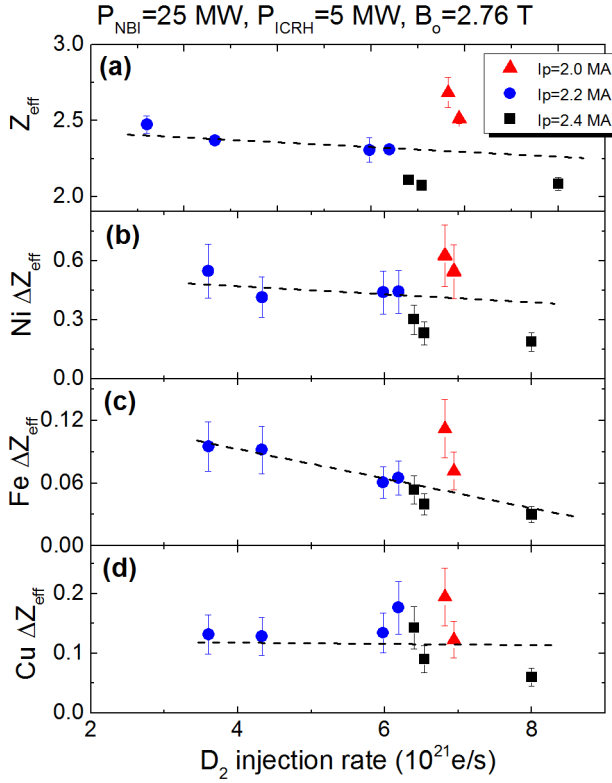 P_NBI=25 MW, P_ICRH=5 MW, B_o=2.76 T
3.0
(a)
Ip=2.0 MA
Ip=2.2 MA
Ip=2.4 MA
Z_eff
2.5
2.0
(b)
Ni ΔZ_eff
0.6
0.3
0.0
(c)
Fe ΔZ_eff
0.12
0.06
0.00
(d)
Cu ΔZ_eff
0.2
0.1
0.0
2 4 6 8
D₂ injection rate (10²¹e/s)